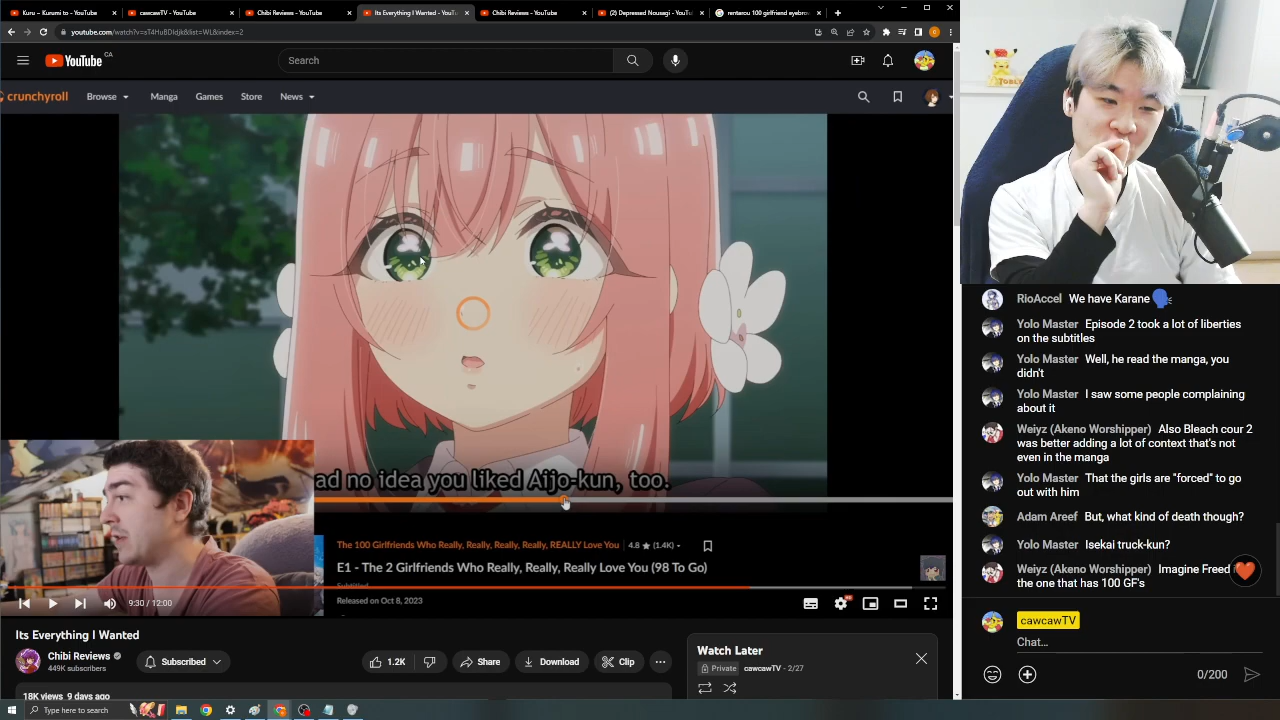 Kuru – Kurumi to - YouTube
cawcawTV - YouTube
Chibi Reviews - YouTube
Its Everything I Wanted - YouTu
Chibi Reviews - YouTube
(2) Depressed Nousagi - YouTu
renterou 100 girlfriend eyebrow
youtube.com/watch?v=sT4HuBDIdjk&list=WL&index=2
YouTube CA
Search
crunchyroll
Browse
Manga
Games
Store
News
TOBI
ad no idea you liked Aijo-kun, too.
The 100 Girlfriends Who Really, Really, Really, Really, REALLY Love You
4.8 ★ (1.4K)
E1 - The 2 Girlfriends Who Really, Really, Really Love You (98 To Go)
Subtitled
Released on Oct 8, 2023
9:30 / 12:00
Its Everything I Wanted
Chibi Reviews
449K subscribers
Subscribed
1.2K
Share
Download
Clip
18K views 9 days ago
Watch Later
Private
cawcawTV - 2/27
RioAccel We have Karane
Yolo Master Episode 2 took a lot of liberties
on the subtitles
Yolo Master Well, he read the manga, you
didn't
Yolo Master I saw some people complaining
about it
Weiyz (Akeno Worshipper) Also Bleach cour 2
was better adding a lot of context that's not
even in the manga
Yolo Master That the girls are "forced" to go
out with him
Adam Areef But, what kind of death though?
Yolo Master Isekai truck-kun?
Weiyz (Akeno Worshipper) Imagine Freed
the one that has 100 GF's
cawcawTV
Chat...
0/200
Type here to search